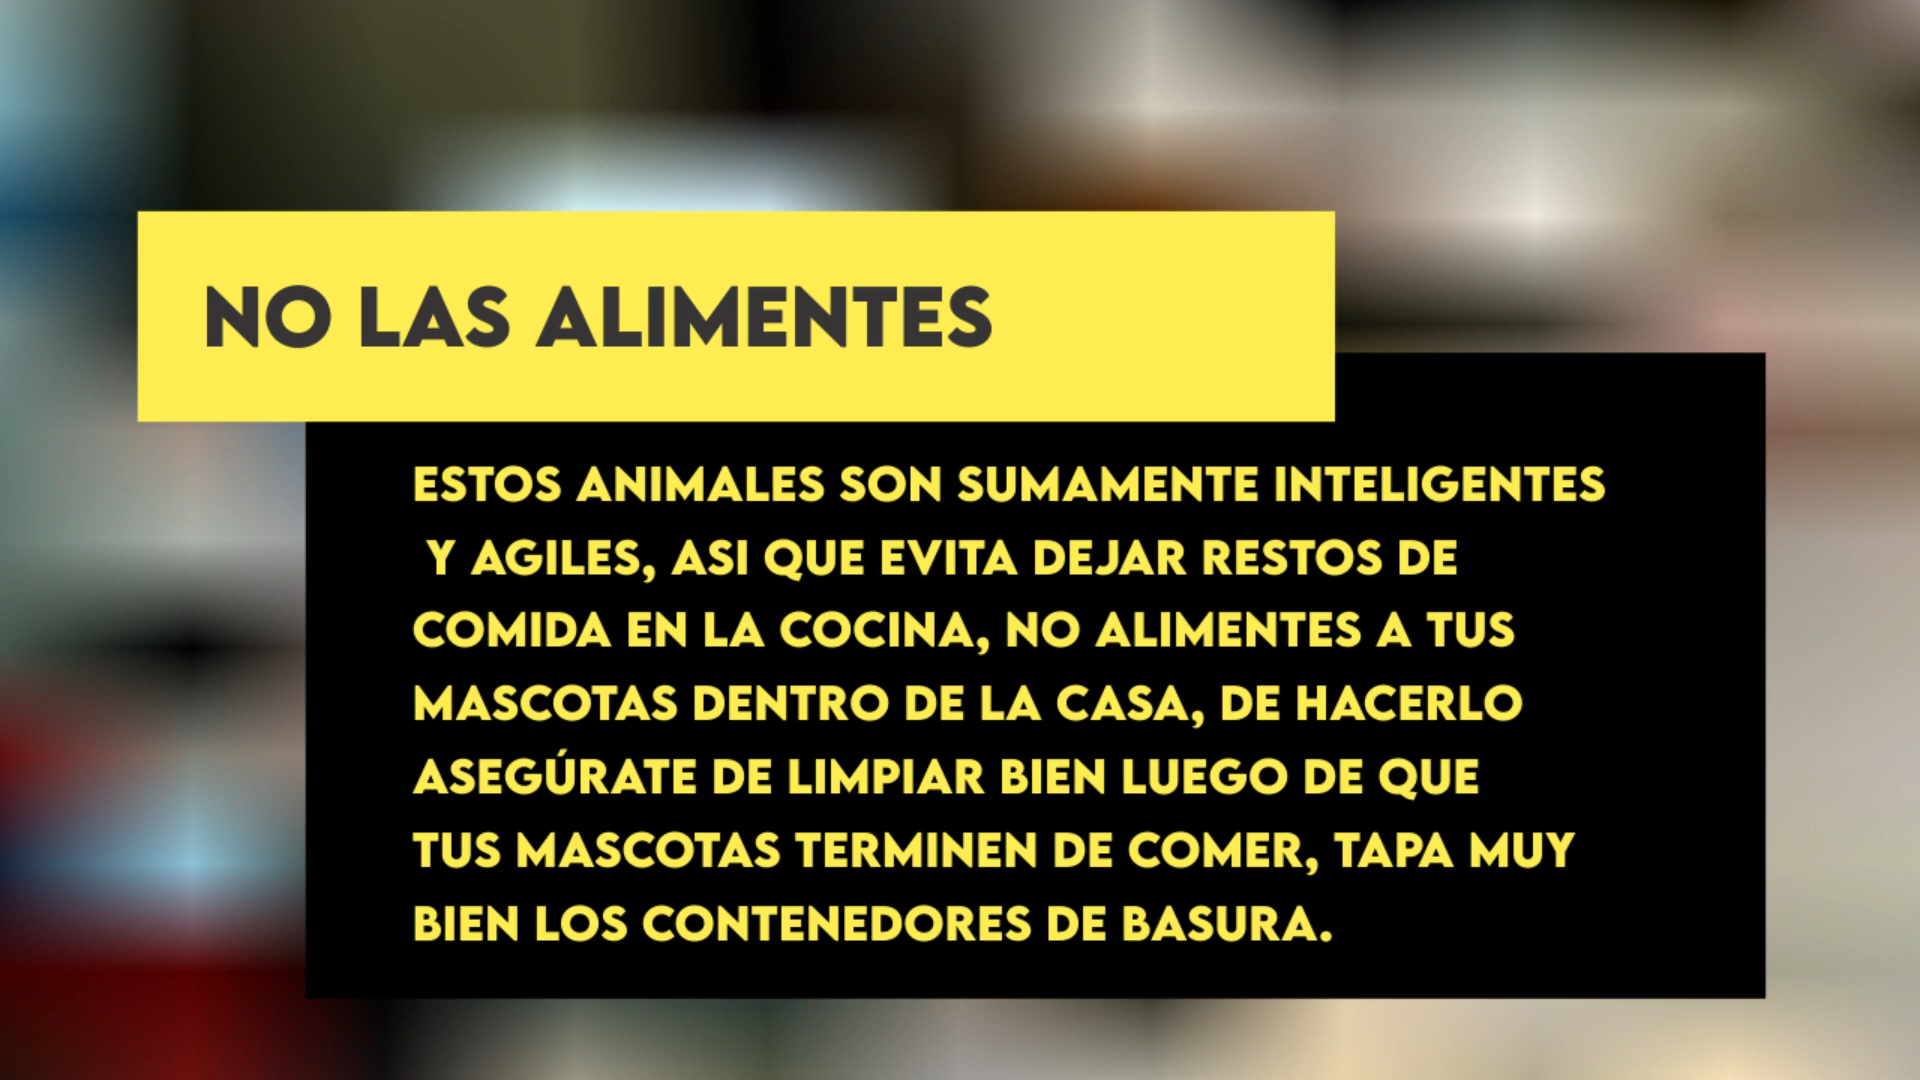 NO LAS ALIMENTES
ESTOS ANIMALES SON SUMAMENTE INTELIGENTES
Y AGILES, ASI QUE EVITA DEJAR RESTOS DE
COMIDA EN LA COCINA, NO ALIMENTES A TUS
MASCOTAS DENTRO DE LA CASA, DE HACERLO
ASEGÚRATE DE LIMPIAR BIEN LUEGO DE QUE
TUS MASCOTAS TERMINEN DE COMER, TAPA MUY
BIEN LOS CONTENEDORES DE BASURA.